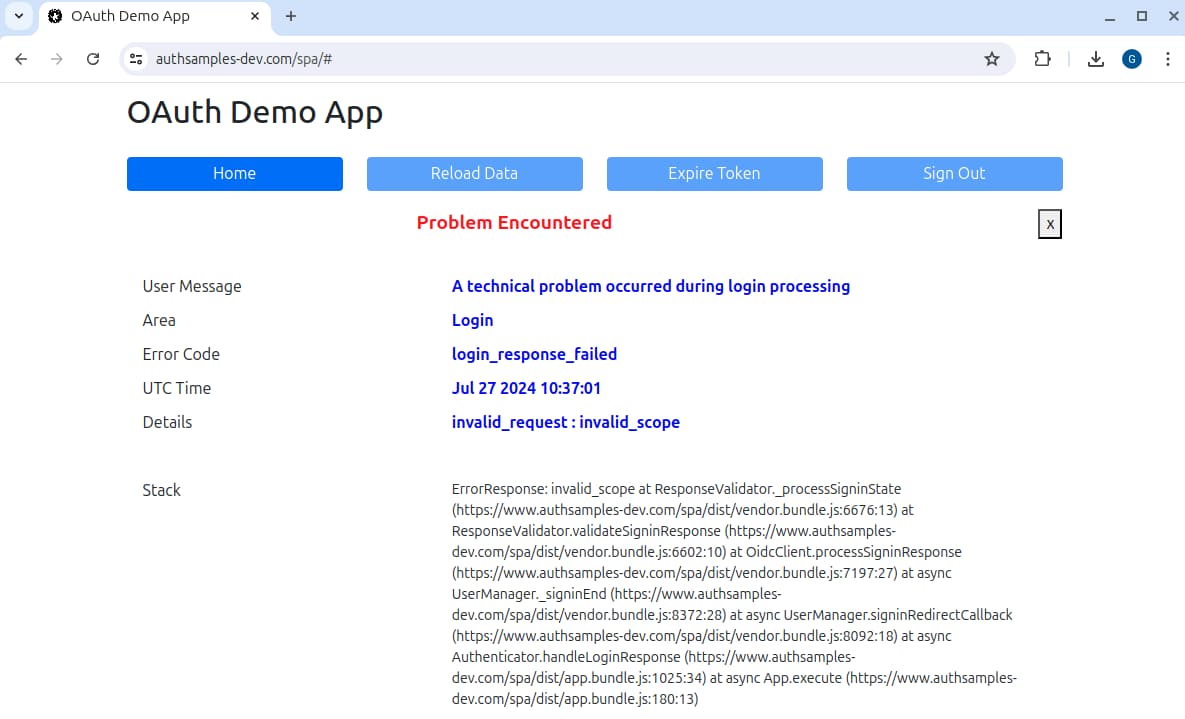 OAuth Demo App
authsamples-dev.com/spa/#
G
OAuth Demo App
Home
Reload Data
Expire Token
Sign Out
Problem Encountered
x
User Message
A technical problem occurred during login processing
Area
Login
Error Code
login_response_failed
UTC Time
Jul 27 2024 10:37:01
Details
invalid_request : invalid_scope
Stack
ErrorResponse: invalid_scope at ResponseValidator._processSigninState
(https://www.authsamples-dev.com/spa/dist/vendor.bundle.js:6676:13) at
ResponseValidator.validateSigninResponse (https://www.authsamples-
dev.com/spa/dist/vendor.bundle.js:6602:10) at OidcClient.processSigninResponse
(https://www.authsamples-dev.com/spa/dist/vendor.bundle.js:7197:27) at async
UserManager._signinEnd (https://www.authsamples-
dev.com/spa/dist/vendor.bundle.js:8372:28) at async UserManager.signinRedirectCallback
(https://www.authsamples-dev.com/spa/dist/vendor.bundle.js:8092:18) at async
Authenticator.handleLoginResponse (https://www.authsamples-
dev.com/spa/dist/app.bundle.js:1025:34) at async App.execute (https://www.authsamples-
dev.com/spa/dist/app.bundle.js:180:13)